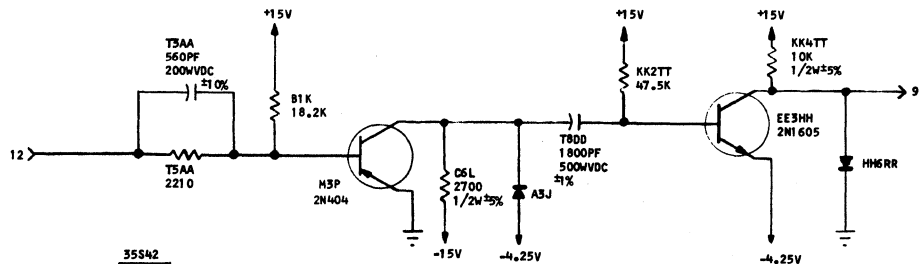 +15V
T3AA
560PF
200WVDC
±10%
B1K
18.2K
12
T5AA
2210
M3P
2N404
C6L
2700
1/2W±5%
-15V
A3J
-4.25V
T8DD
1800PF
500WVDC
±1%
+15V
KK2TT
47.5K
+15V
KK4TT
10K
1/2W±5%
9
EE3HH
2N1605
HH6RR
-4.25V
35S42